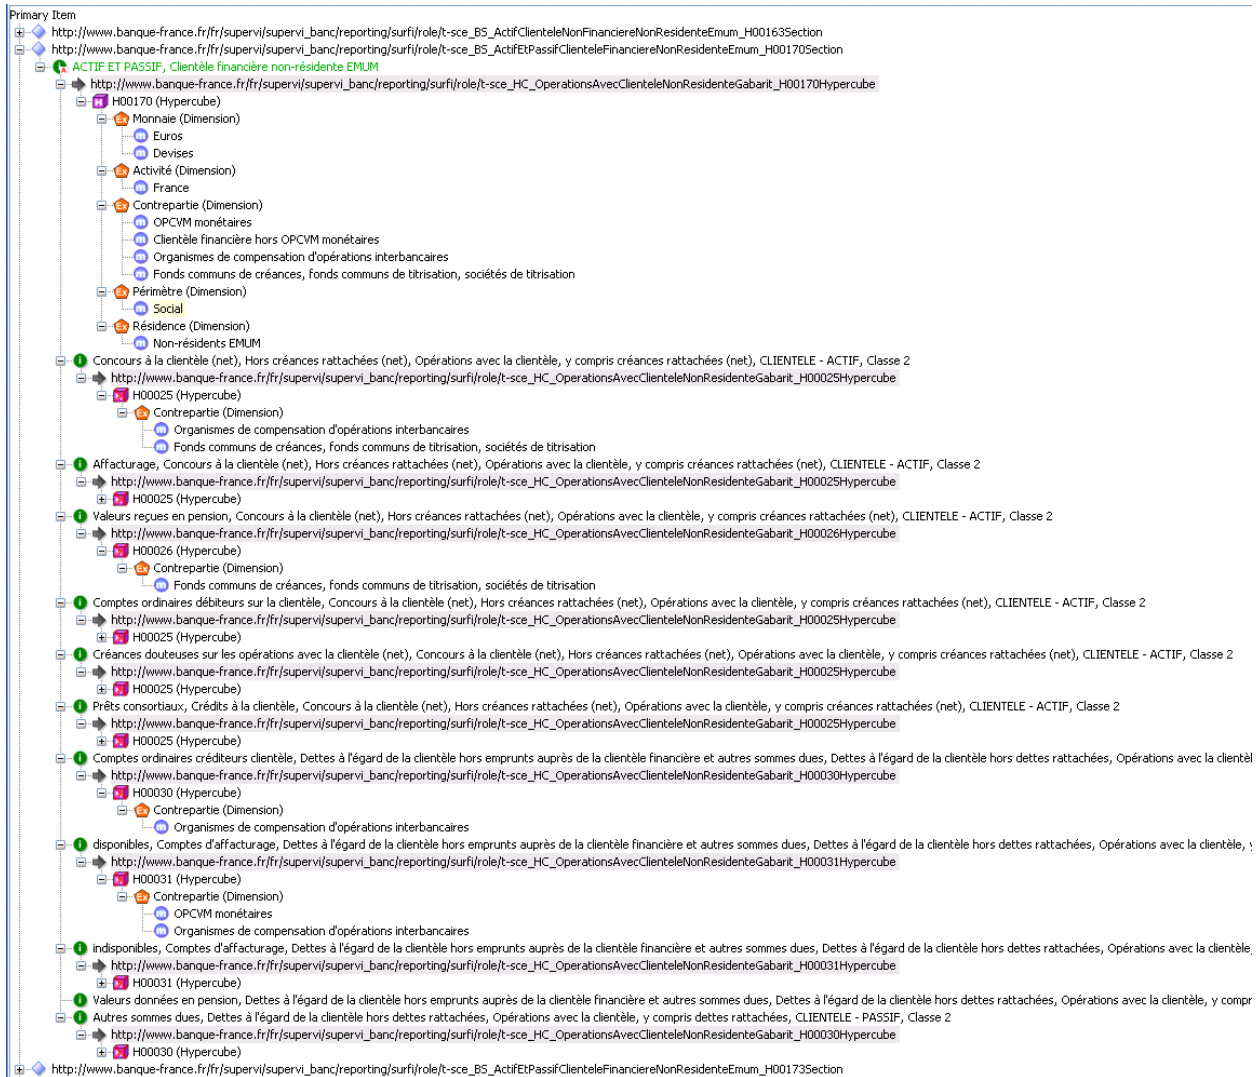 Primary Item
http://www.banque-france.fr/fr/supervi/supervi_banc/reporting/surfi/role/t-sce_BS_ActifClienteleNonFinanciereNonResidenteEmum_H00163Section
http://www.banque-france.fr/fr/supervi/supervi_banc/reporting/surfi/role/t-sce_BS_ActifEtPassifClienteleFinanciereNonResidenteEmum_H00170Section
ACTIF ET PASSIF, Clientèle financière non-résidente EMUM
http://www.banque-france.fr/fr/supervi/supervi_banc/reporting/surfi/role/t-sce_HC_OperationsAvecClienteleNonResidenteGabarit_H00170Hypercube
H00170 (Hypercube)
Monnaie (Dimension)
Euros
Devises
Activité (Dimension)
France
Contrepartie (Dimension)
OPCVM monétaires
Clientèle financière hors OPCVM monétaires
Organismes de compensation d'opérations interbancaires
Fonds communs de créances, fonds communs de titrisation, sociétés de titrisation
Périmètre (Dimension)
Social
Résidence (Dimension)
Non-résidents EMUM
Concours à la clientèle (net), Hors créances rattachées (net), Opérations avec la clientèle, y compris créances rattachées (net), CLIENTELE - ACTIF, Classe 2
http://www.banque-france.fr/fr/supervi/supervi_banc/reporting/surfi/role/t-sce_HC_OperationsAvecClienteleNonResidenteGabarit_H00025Hypercube
H00025 (Hypercube)
Contrepartie (Dimension)
Organismes de compensation d'opérations interbancaires
Fonds communs de créances, fonds communs de titrisation, sociétés de titrisation
Affacturage, Concours à la clientèle (net), Hors créances rattachées (net), Opérations avec la clientèle, y compris créances rattachées (net), CLIENTELE - ACTIF, Classe 2
http://www.banque-france.fr/fr/supervi/supervi_banc/reporting/surfi/role/t-sce_HC_OperationsAvecClienteleNonResidenteGabarit_H00025Hypercube
H00025 (Hypercube)
Valeurs reçues en pension, Concours à la clientèle (net), Hors créances rattachées (net), Opérations avec la clientèle, y compris créances rattachées (net), CLIENTELE - ACTIF, Classe 2
http://www.banque-france.fr/fr/supervi/supervi_banc/reporting/surfi/role/t-sce_HC_OperationsAvecClienteleNonResidenteGabarit_H00026Hypercube
H00026 (Hypercube)
Contrepartie (Dimension)
Fonds communs de créances, fonds communs de titrisation, sociétés de titrisation
Comptes ordinaires débiteurs sur la clientèle, Concours à la clientèle (net), Hors créances rattachées (net), Opérations avec la clientèle, y compris créances rattachées (net), CLIENTELE - ACTIF, Classe 2
http://www.banque-france.fr/fr/supervi/supervi_banc/reporting/surfi/role/t-sce_HC_OperationsAvecClienteleNonResidenteGabarit_H00025Hypercube
H00025 (Hypercube)
Créances douteuses sur les opérations avec la clientèle (net), Concours à la clientèle (net), Hors créances rattachées (net), Opérations avec la clientèle, y compris créances rattachées (net), CLIENTELE - ACTIF, Classe 2
http://www.banque-france.fr/fr/supervi/supervi_banc/reporting/surfi/role/t-sce_HC_OperationsAvecClienteleNonResidenteGabarit_H00025Hypercube
H00025 (Hypercube)
Prêts consortiaux, Crédits à la clientèle, Concours à la clientèle (net), Hors créances rattachées (net), Opérations avec la clientèle, y compris créances rattachées (net), CLIENTELE - ACTIF, Classe 2
http://www.banque-france.fr/fr/supervi/supervi_banc/reporting/surfi/role/t-sce_HC_OperationsAvecClienteleNonResidenteGabarit_H00025Hypercube
H00025 (Hypercube)
Comptes ordinaires créditeurs clientèle, Dettes à l'égard de la clientèle hors emprunts auprès de la clientèle financière et autres sommes dues, Dettes à l'égard de la clientèle hors dettes rattachées, Opérations avec la clientèl
http://www.banque-france.fr/fr/supervi/supervi_banc/reporting/surfi/role/t-sce_HC_OperationsAvecClienteleNonResidenteGabarit_H00030Hypercube
H00030 (Hypercube)
Contrepartie (Dimension)
Organismes de compensation d'opérations interbancaires
disponibles, Comptes d'affacturage, Dettes à l'égard de la clientèle hors emprunts auprès de la clientèle financière et autres sommes dues, Dettes à l'égard de la clientèle hors dettes rattachées, Opérations avec la clientèle, y
http://www.banque-france.fr/fr/supervi/supervi_banc/reporting/surfi/role/t-sce_HC_OperationsAvecClienteleNonResidenteGabarit_H00031Hypercube
H00031 (Hypercube)
Contrepartie (Dimension)
OPCVM monétaires
Organismes de compensation d'opérations interbancaires
indisponibles, Comptes d'affacturage, Dettes à l'égard de la clientèle hors emprunts auprès de la clientèle financière et autres sommes dues, Dettes à l'égard de la clientèle hors dettes rattachées, Opérations avec la clientèle,
http://www.banque-france.fr/fr/supervi/supervi_banc/reporting/surfi/role/t-sce_HC_OperationsAvecClienteleNonResidenteGabarit_H00031Hypercube
H00031 (Hypercube)
Valeurs données en pension, Dettes à l'égard de la clientèle hors emprunts auprès de la clientèle financière et autres sommes dues, Dettes à l'égard de la clientèle hors dettes rattachées, Opérations avec la clientèle, y compr
Autres sommes dues, Dettes à l'égard de la clientèle hors dettes rattachées, Opérations avec la clientèle, y compris dettes rattachées, CLIENTELE - PASSIF, Classe 2
http://www.banque-france.fr/fr/supervi/supervi_banc/reporting/surfi/role/t-sce_HC_OperationsAvecClienteleNonResidenteGabarit_H00030Hypercube
H00030 (Hypercube)
http://www.banque-france.fr/fr/supervi/supervi_banc/reporting/surfi/role/t-sce_BS_ActifEtPassifClienteleFinanciereNonResidenteEmum_H00173Section